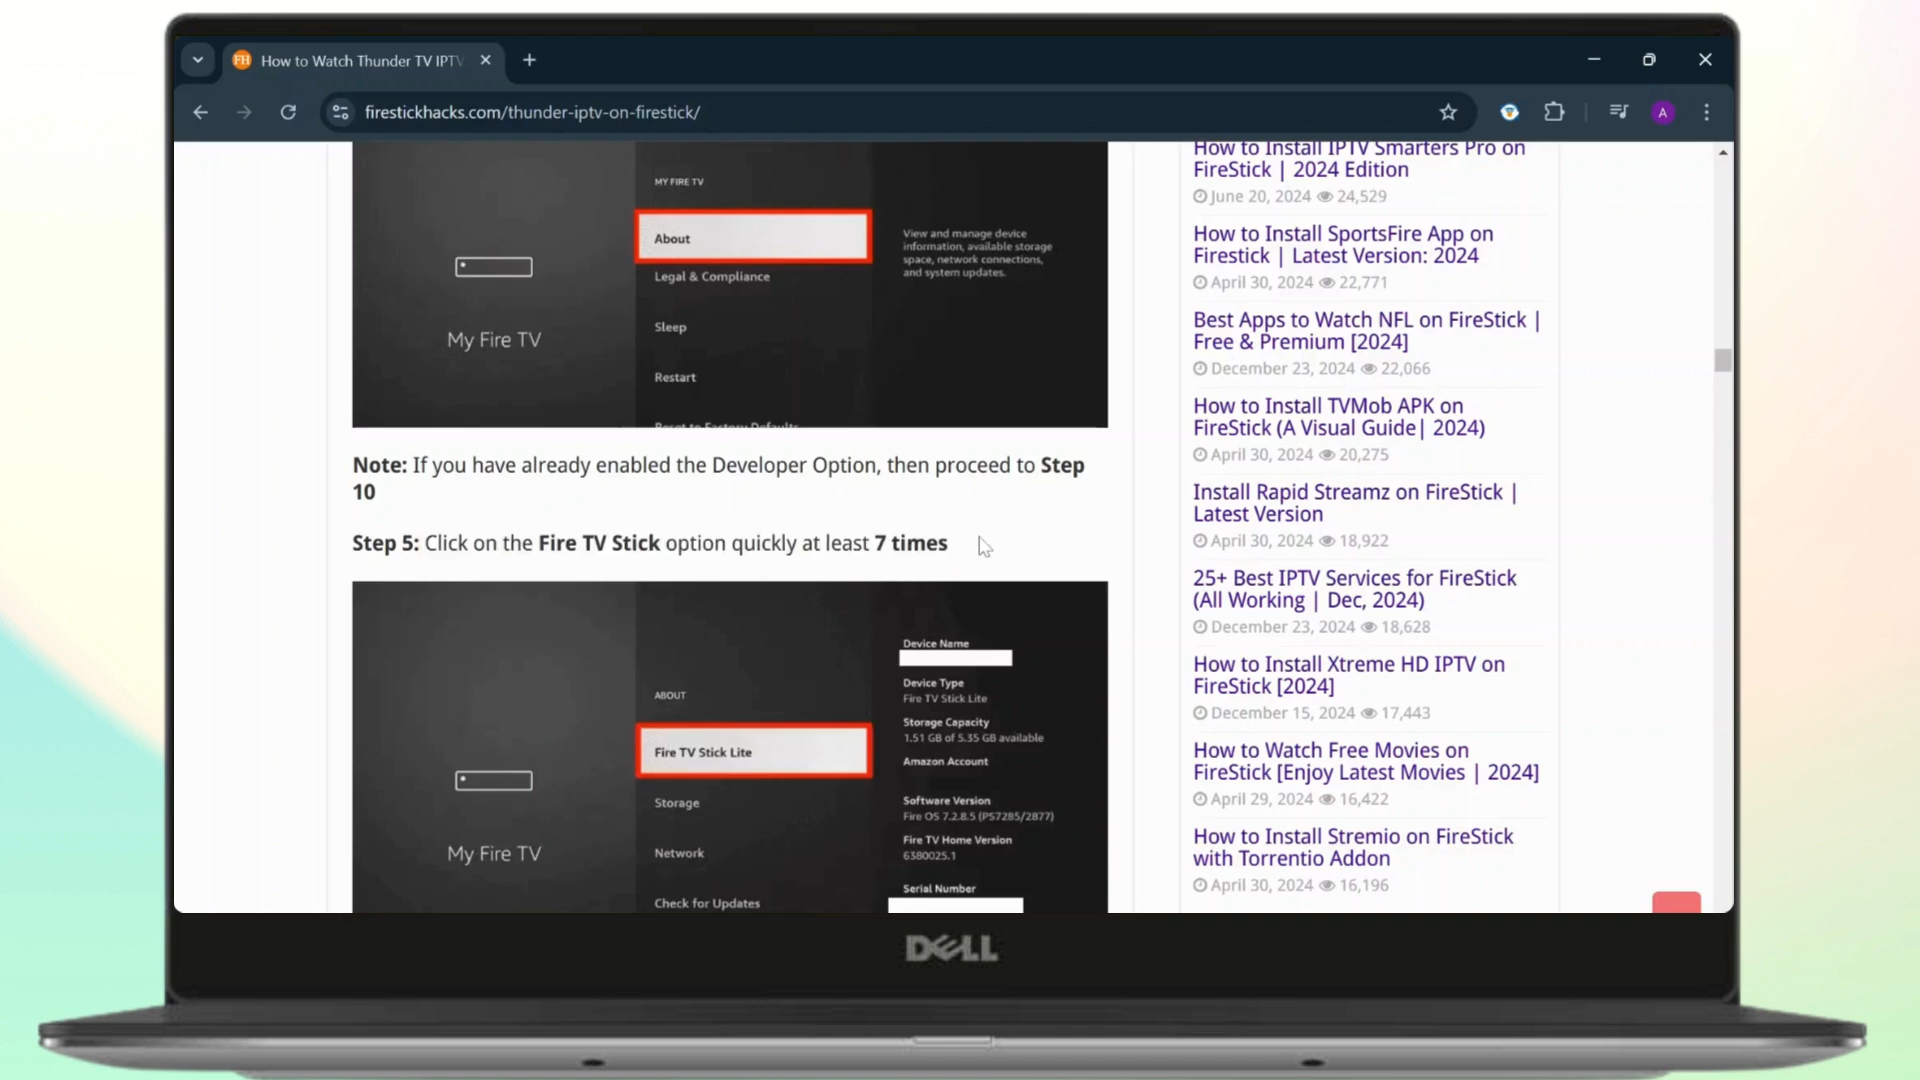 How to Watch Thunder TV IPTV
firestickhacks.com/thunder-iptv-on-firestick/
A
MY FIRE TV
About
Legal & Compliance
Sleep
Restart
Reset to Factory Defaults
My Fire TV
View and manage device
information, available storage
space, network connections,
and system updates.
Note: If you have already enabled the Developer Option, then proceed to Step
10
Step 5: Click on the Fire TV Stick option quickly at least 7 times
ABOUT
Fire TV Stick Lite
Storage
Network
Check for Updates
My Fire TV
Device Name
Device Type
Fire TV Stick Lite
Storage Capacity
1.51 GB of 5.35 GB available
Amazon Account
Software Version
Fire OS 7.2.8.5 (PS7285/2877)
Fire TV Home Version
6380025.1
Serial Number
How to Install IPTV Smarters Pro on
FireStick | 2024 Edition
June 20, 2024 24,529
How to Install SportsFire App on
Firestick | Latest Version: 2024
April 30, 2024 22,771
Best Apps to Watch NFL on FireStick |
Free & Premium [2024]
December 23, 2024 22,066
How to Install TVMob APK on
FireStick (A Visual Guide| 2024)
April 30, 2024 20,275
Install Rapid Streamz on FireStick |
Latest Version
April 30, 2024 18,922
25+ Best IPTV Services for FireStick
(All Working | Dec, 2024)
December 23, 2024 18,628
How to Install Xtreme HD IPTV on
FireStick [2024]
December 15, 2024 17,443
How to Watch Free Movies on
FireStick [Enjoy Latest Movies | 2024]
April 29, 2024 16,422
How to Install Stremio on FireStick
with Torrentio Addon
April 30, 2024 16,196
DELL